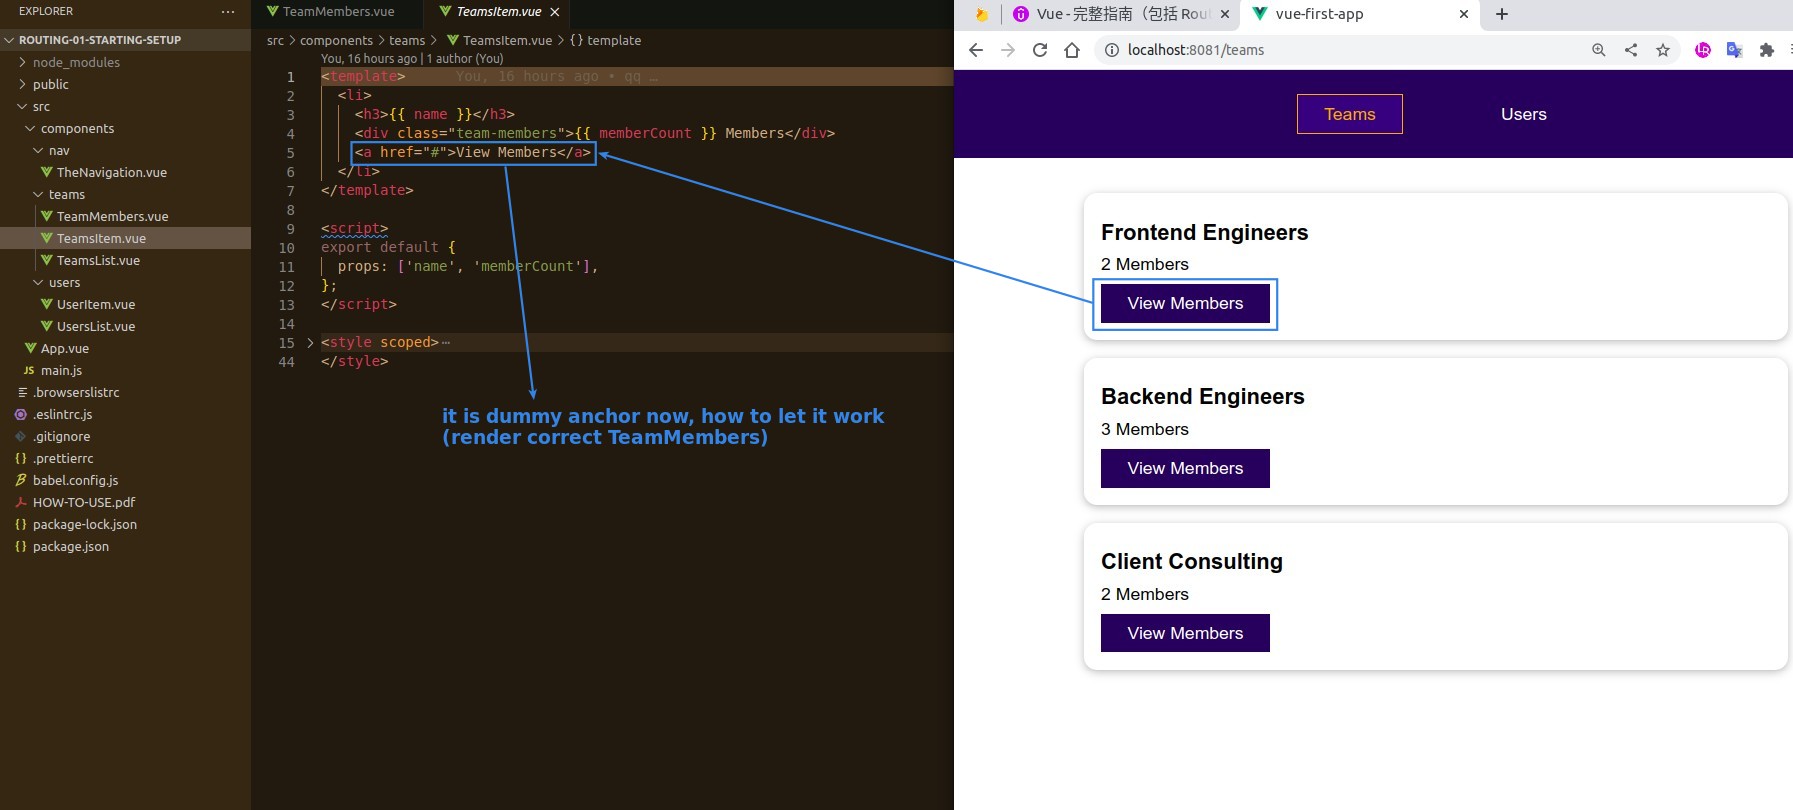 EXPLORER ···
ROUTING-01-STARTING-SETUP
node_modules
public
src
components
nav
TheNavigation.vue
teams
TeamMembers.vue
TeamsItem.vue
TeamsList.vue
users
UserItem.vue
UsersList.vue
App.vue
JS main.js
.browserslistrc
.eslintrc.js
.gitignore
{} .prettierrc
babel.config.js
HOW-TO-USE.pdf
{} package-lock.json
{} package.json
TeamMembers.vue TeamsItem.vue ×
src > components > teams > TeamsItem.vue > {} template
You, 16 hours ago | 1 author (You)
1 <template> You, 16 hours ago • qq …
2 <li>
3 <h3>{{ name }}</h3>
4 <div class="team-members">{{ memberCount }} Members</div>
5 <a href="#">View Members</a>
6 </li>
7 </template>
8
9 <script>
10 export default {
11 props: ['name', 'memberCount'],
12 };
13 </script>
14
15 <style scoped>···
44 </style>
it is dummy anchor now, how to let it work
(render correct TeamMembers)
Vue - 完整指南（包括 Rou × vue-first-app × +
localhost:8081/teams
Teams Users
Frontend Engineers
2 Members
View Members
Backend Engineers
3 Members
View Members
Client Consulting
2 Members
View Members